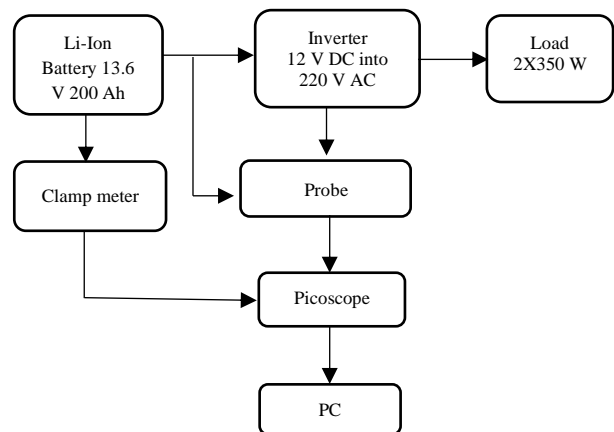 Li-Ion
Battery 13.6
V 200 Ah
Inverter
12 V DC into
220 V AC
Load
2X350 W
Clamp meter
Probe
Picoscope
PC